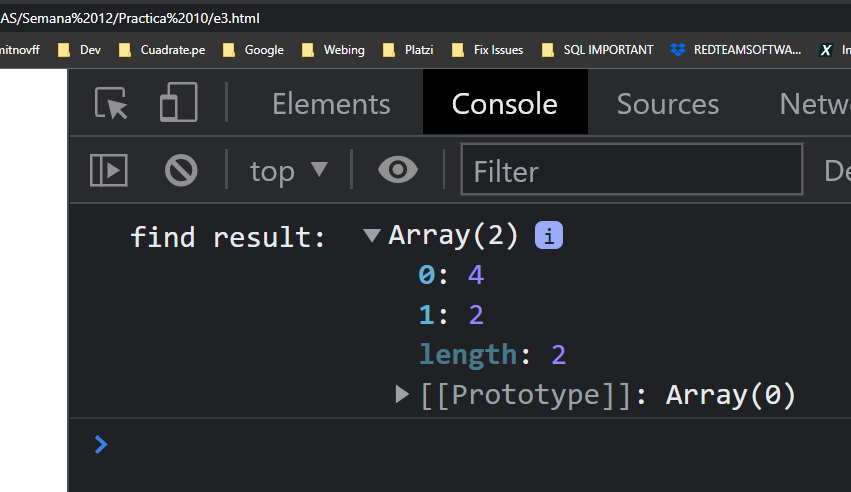 AS/Semana%2012/Practica%2010/e3.html
mitnovff Dev Cuadrate.pe Google Webing Platzi Fix Issues SQL IMPORTANT REDTEAMSOFTWA... X In
Elements Console Sources Netw
top Filter De
find result: Array(2) i
0: 4
1: 2
length: 2
[[Prototype]]: Array(0)